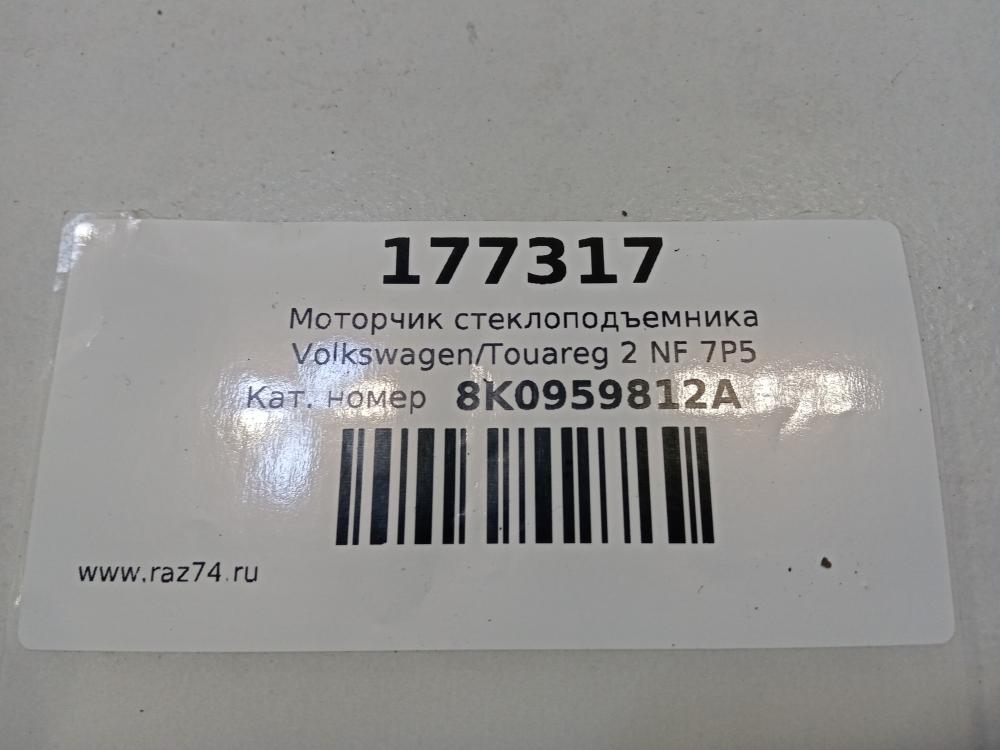 177317
Моторчик стеклоподъемника
Volkswagen/Touareg 2 NF 7P5
Кат. номер 8K0959812A
www.raz74.ru